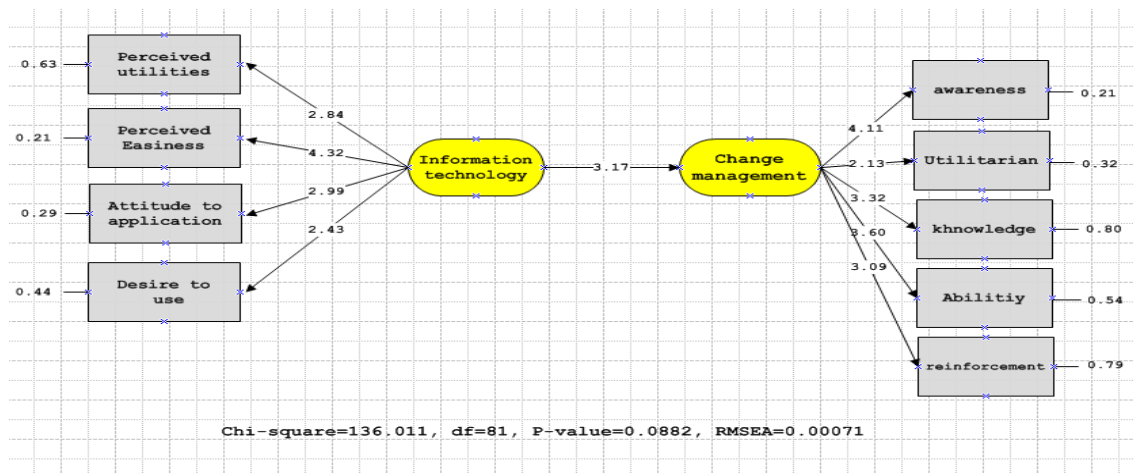 Perceived
utilities
0.63
Perceived
Easiness
0.21
Attitude to
application
0.29
Desire to
use
0.44
2.84
4.32
2.99
2.43
Information
technology
3.17
Change
management
4.11
2.13
3.32
3.60
3.09
awareness
0.21
Utilitarian
0.32
khnowledge
0.80
Abilitiy
0.54
reinforcement
0.79
Chi-square=136.011, df=81, P-value=0.0882, RMSEA=0.00071